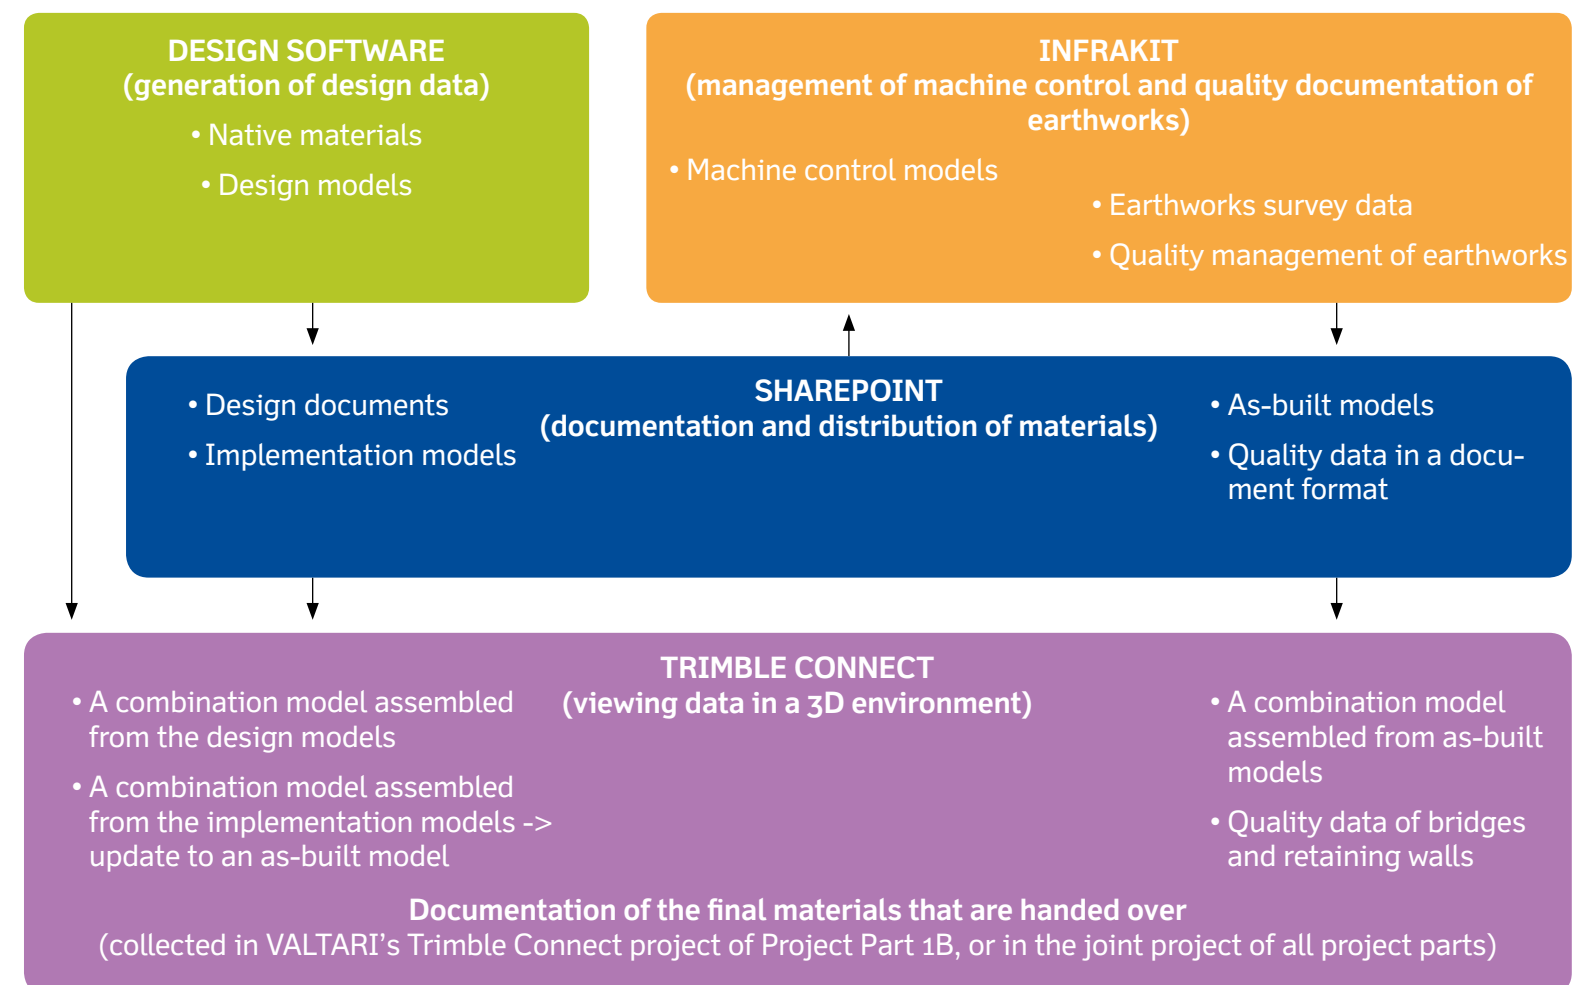 DESIGN SOFTWARE
(generation of design data)
• Native materials
• Design models
INFRAKIT
(management of machine control and quality documentation of
earthworks)
• Machine control models
• Earthworks survey data
• Quality management of earthworks
• Design documents
• Implementation models
SHAREPOINT
(documentation and distribution of materials)
• As-built models
• Quality data in a docu-
ment format
TRIMBLE CONNECT
(viewing data in a 3D environment)
• A combination model assembled
from the design models
• A combination model assembled
from the implementation models ->
update to an as-built model
• A combination model
assembled from as-built
models
• Quality data of bridges
and retaining walls
Documentation of the final materials that are handed over
(collected in VALTARI’s Trimble Connect project of Project Part 1B, or in the joint project of all project parts)